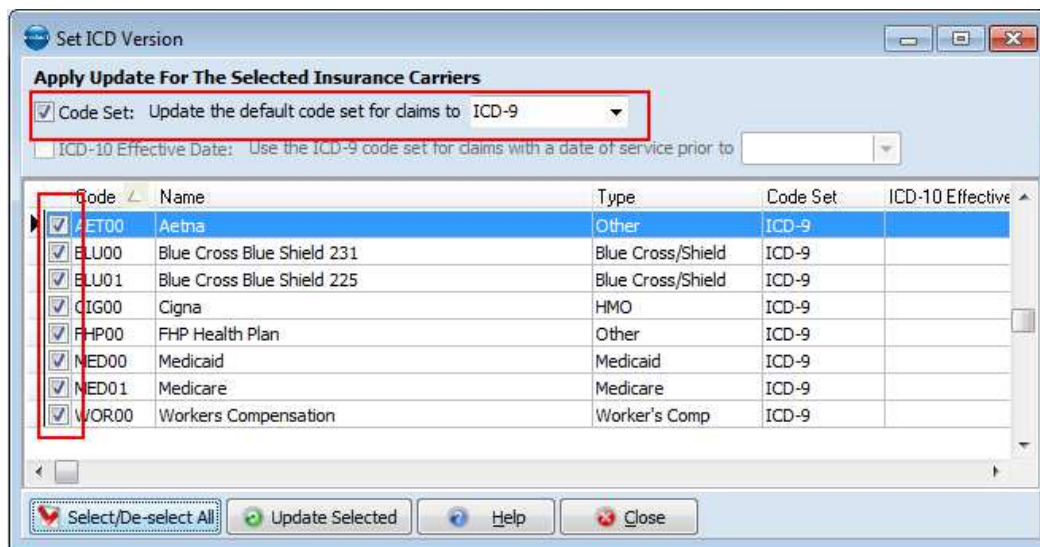 Set ICD Version
Apply Update For The Selected Insurance Carriers
Code Set: Update the default code set for claims to ICD-9
ICD-10 Effective Date: Use the ICD-9 code set for claims with a date of service prior to
Code Name Type Code Set ICD-10 Effective
AET00 Aetna Other ICD-9
BLU00 Blue Cross Blue Shield 231 Blue Cross/Shield ICD-9
BLU01 Blue Cross Blue Shield 225 Blue Cross/Shield ICD-9
CIG00 Cigna HMO ICD-9
FHP00 FHP Health Plan Other ICD-9
MED00 Medicaid Medicaid ICD-9
MED01 Medicare Medicare ICD-9
WOR00 Workers Compensation Worker's Comp ICD-9
Select/De-select All Update Selected Help Close